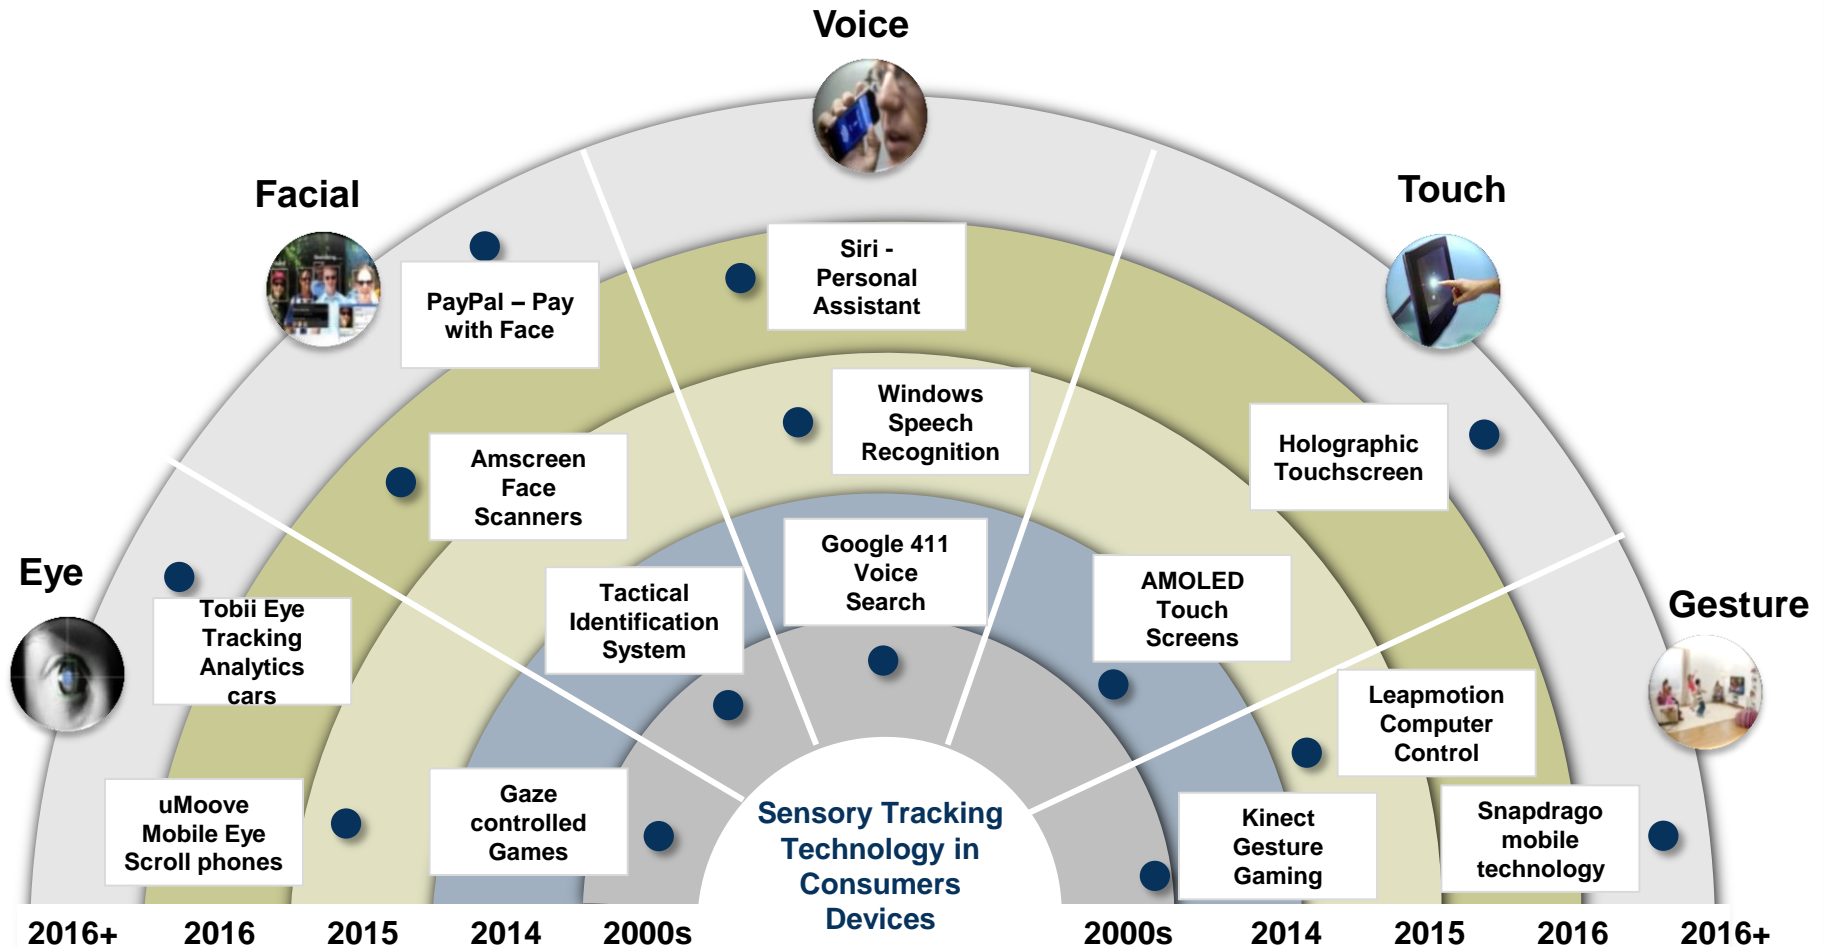 Voice
Facial
Touch
Siri -
Personal
Assistant
PayPal – Pay
with Face
Windows
Speech
Recognition
Holographic
Touchscreen
Amscreen
Face
Scanners
Google 411
Voice
Search
Eye
AMOLED
Touch
Screens
Tactical
Identification
System
Gesture
Tobii Eye
Tracking
Analytics
cars
Leapmotion
Computer
Control
uMoove
Mobile Eye
Scroll phones
Gaze
controlled
Games
Sensory Tracking
Technology in
Consumers
Devices
Kinect
Gesture
Gaming
Snapdrago
mobile
technology
2016+ 2016 2015 2014 2000s 2000s 2014 2015 2016 2016+